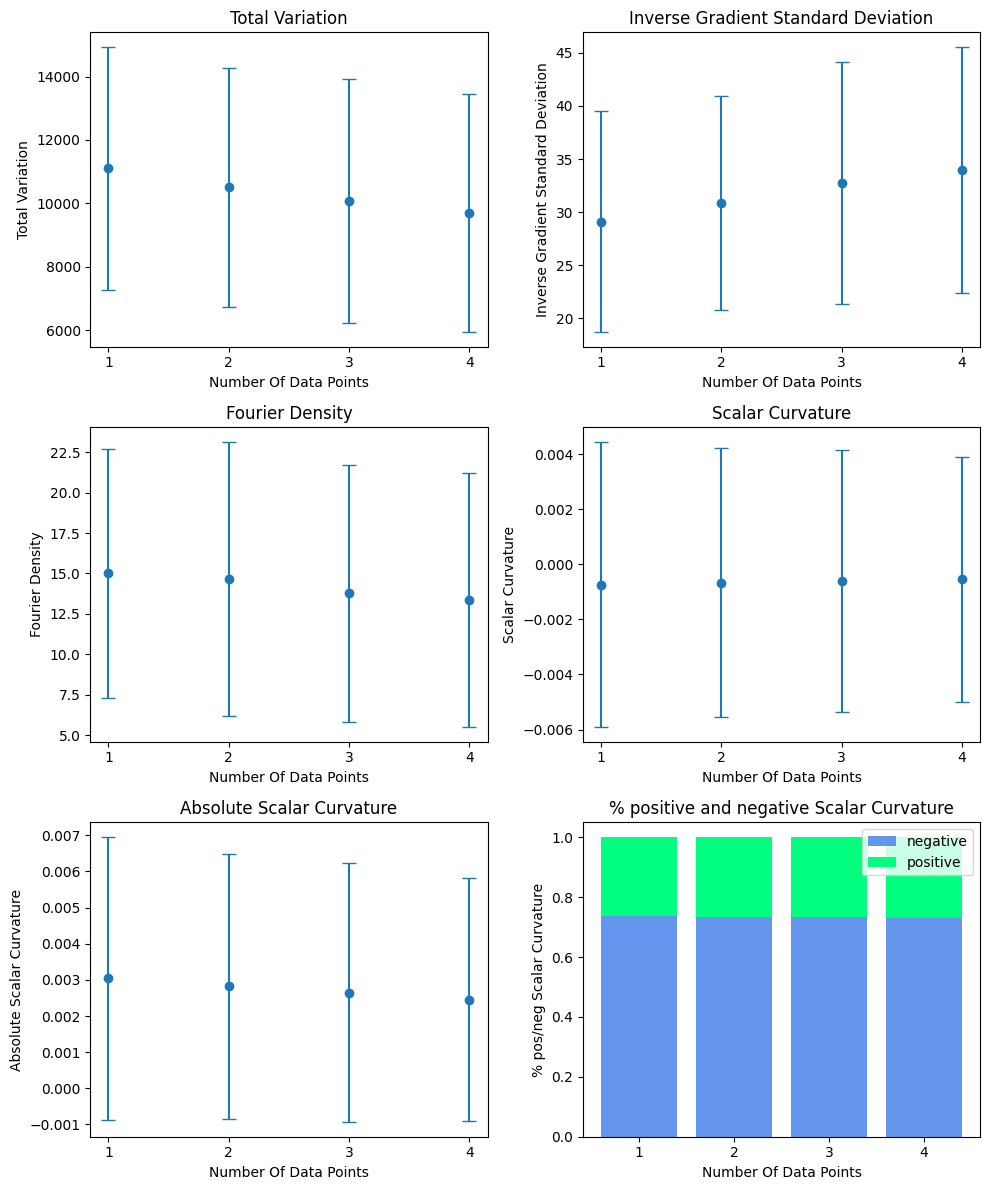 Total Variation
Total Variation
14000
12000
10000
8000
6000
1 2 3 4
Number Of Data Points
Inverse Gradient Standard Deviation
Inverse Gradient Standard Deviation
45
40
35
30
25
20
1 2 3 4
Number Of Data Points
Fourier Density
Fourier Density
22.5
20.0
17.5
15.0
12.5
10.0
7.5
5.0
1 2 3 4
Number Of Data Points
Scalar Curvature
Scalar Curvature
0.004
0.002
0.000
−0.002
−0.004
−0.006
1 2 3 4
Number Of Data Points
Absolute Scalar Curvature
Absolute Scalar Curvature
0.007
0.006
0.005
0.004
0.003
0.002
0.001
0.000
−0.001
1 2 3 4
Number Of Data Points
% positive and negative Scalar Curvature
% pos/neg Scalar Curvature
1.0
0.8
0.6
0.4
0.2
0.0
negative
positive
1 2 3 4
Number Of Data Points